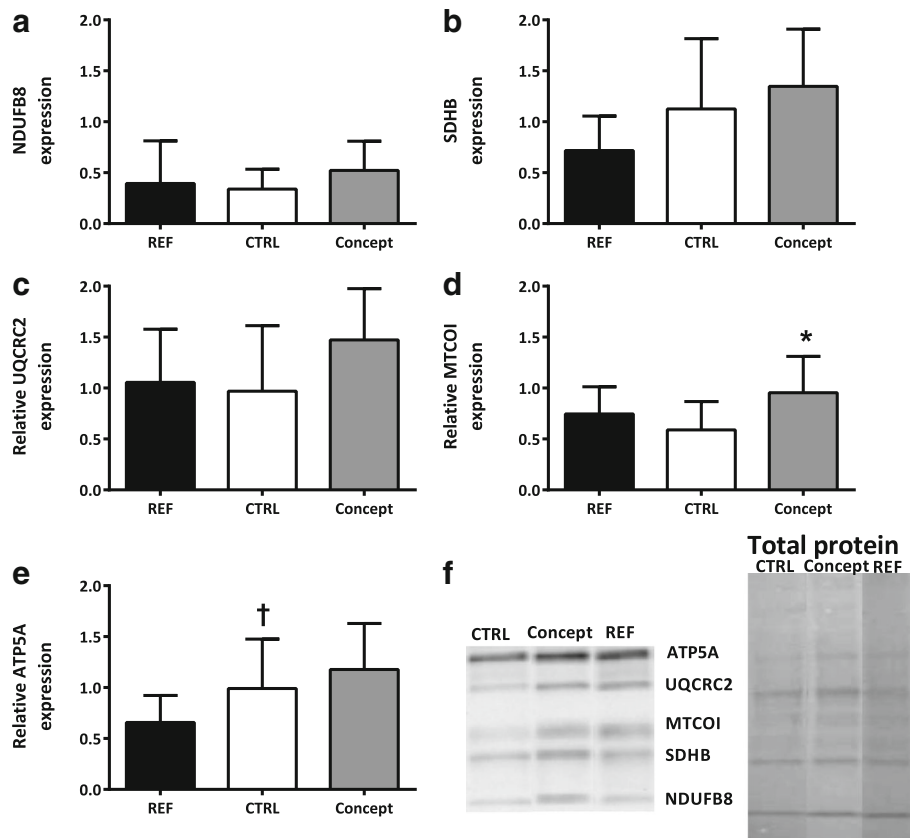 a
NDUFB8
expression
2.0
1.5
1.0
0.5
0.0
REF CTRL Concept
b
SDHB
expression
2.0
1.5
1.0
0.5
0.0
REF CTRL Concept
c
Relative UQCRC2
expression
2.0
1.5
1.0
0.5
0.0
REF CTRL Concept
d
Relative MTCOI
expression
2.0
1.5
1.0
0.5
0.0
*
REF CTRL Concept
e
Relative ATP5A
expression
2.0
1.5
1.0
0.5
0.0
†
REF CTRL Concept
f
CTRL Concept REF
ATP5A
UQCRC2
MTCOI
SDHB
NDUFB8
Total protein
CTRL Concept REF